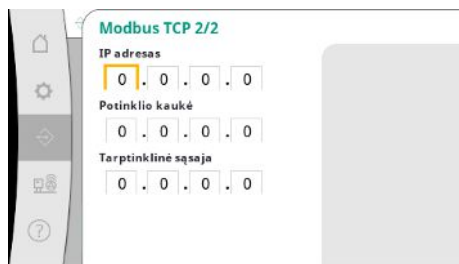 Modbus TCP 2/2
IP adresas
0 . 0 . 0 . 0
Potinklio kaukė
0 . 0 . 0 . 0
Tarptinklinė sąsaja
0 . 0 . 0 . 0
?